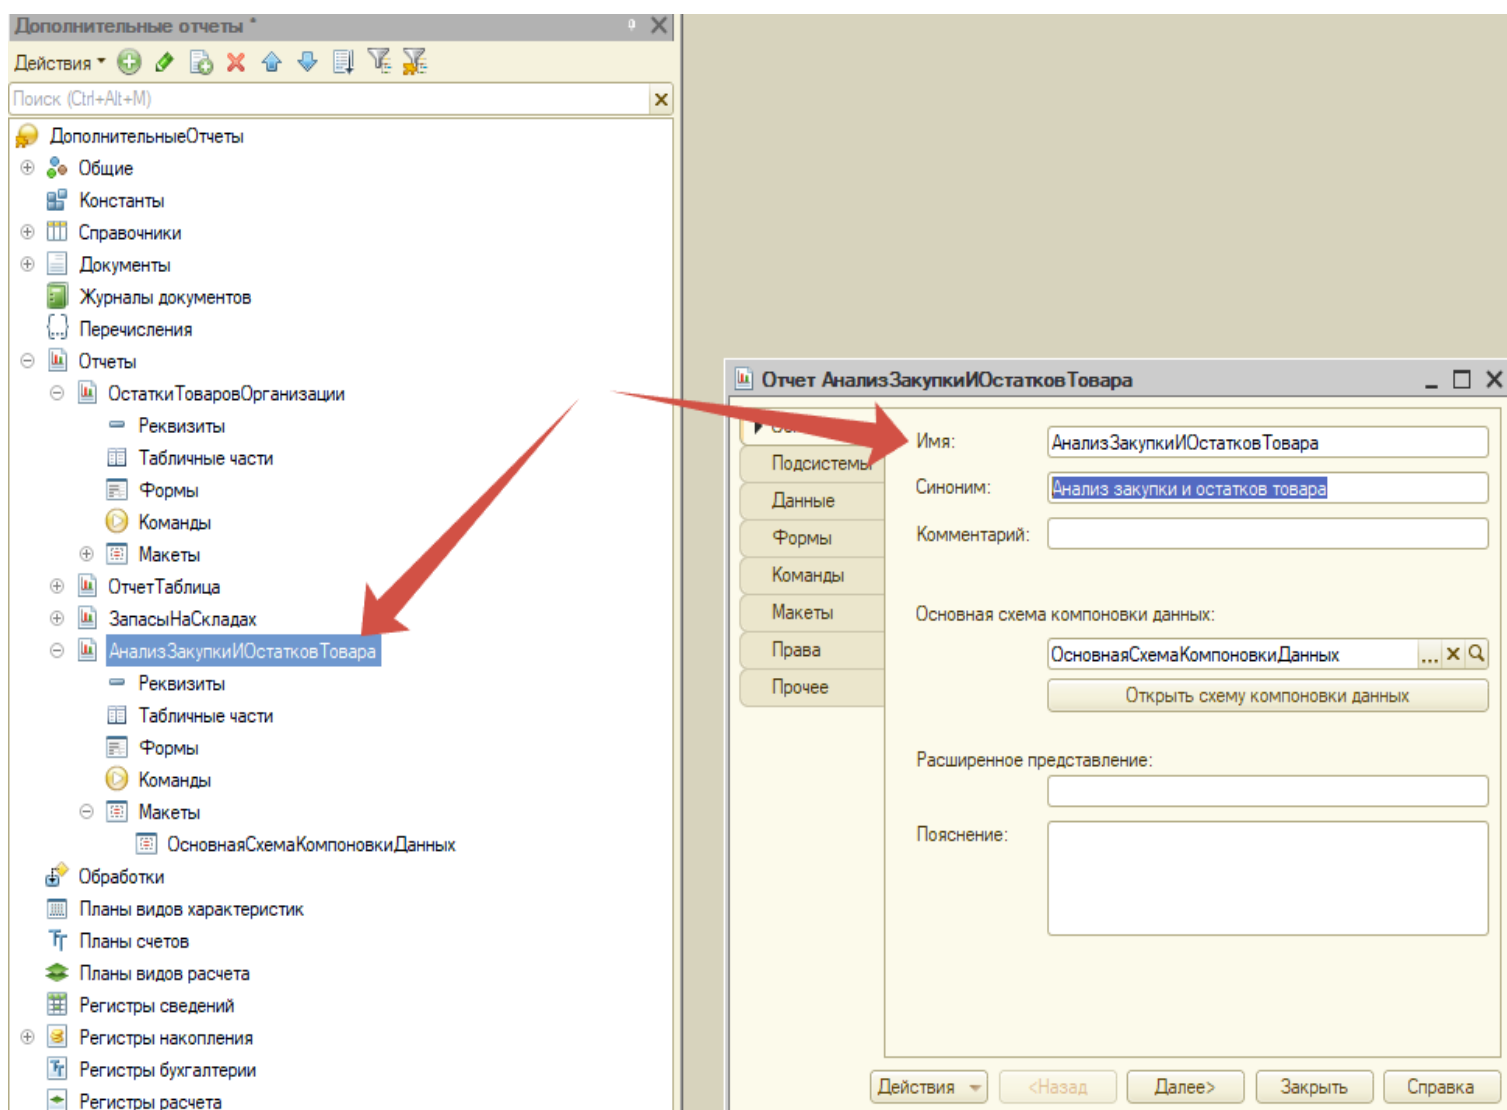 Дополнительные отчеты *
Действия
Поиск (Ctrl+Alt+M)
ДополнительныеОтчеты
Общие
Константы
Справочники
Документы
Журналы документов
Перечисления
Отчеты
ОстаткиТоваровОрганизации
Реквизиты
Табличные части
Формы
Команды
Макеты
ОтчетТаблица
ЗапасыНаСкладах
АнализЗакупкиИОстатковТовара
Реквизиты
Табличные части
Формы
Команды
Макеты
ОсновнаяСхемаКомпоновкиДанных
Обработки
Планы видов характеристик
Планы счетов
Планы видов расчета
Регистры сведений
Регистры накопления
Регистры бухгалтерии
Регистры расчета
Отчет АнализЗакупкиИОстатковТовара
Подсистемы
Данные
Формы
Команды
Макеты
Права
Прочее
Имя: АнализЗакупкиИОстатковТовара
Синоним: Анализ закупки и остатков товара
Комментарий:
Основная схема компоновки данных:
ОсновнаяСхемаКомпоновкиДанных ...
Открыть схему компоновки данных
Расширенное представление:
Пояснение:
Действия <Назад Далее> Закрыть Справка